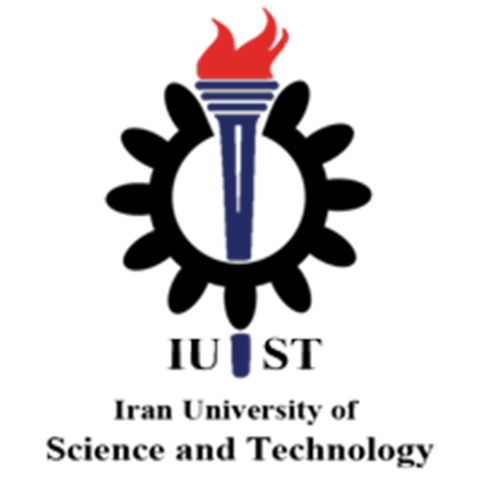 IUST
Iran University of
Science and Technology